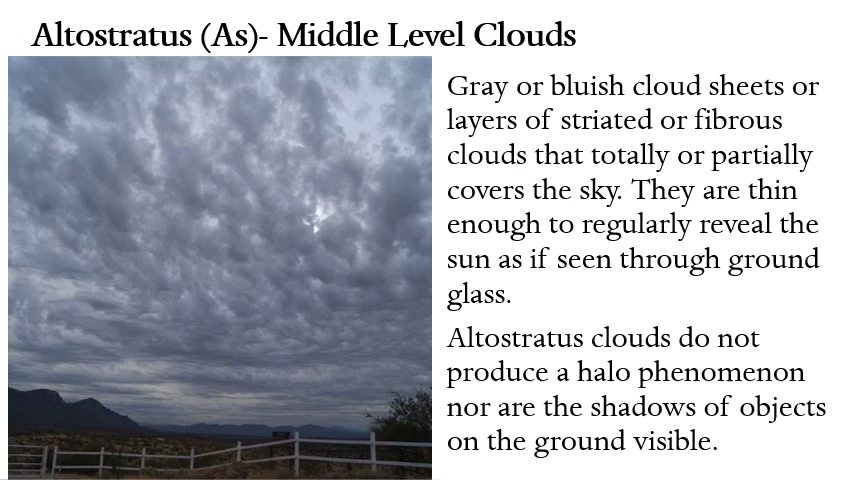 Altostratus (As)- Middle Level Clouds
Gray or bluish cloud sheets or
layers of striated or fibrous
clouds that totally or partially
covers the sky. They are thin
enough to regularly reveal the
sun as if seen through ground
glass.
Altostratus clouds do not
produce a halo phenomenon
nor are the shadows of objects
on the ground visible.